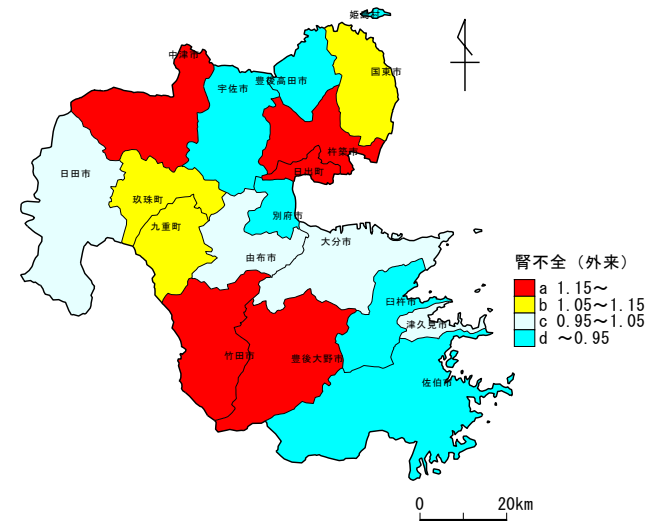 姫島村
中津市
国東市
豊後高田市
宇佐市
杵築市
日出町
日田市
玖珠町
別府市
九重町
大分市
由布市
腎不全（外来）
a 1.15～
b 1.05～1.15
c 0.95～1.05
d ～0.95
臼杵市
津久見市
竹田市
豊後大野市
佐伯市
0 20km